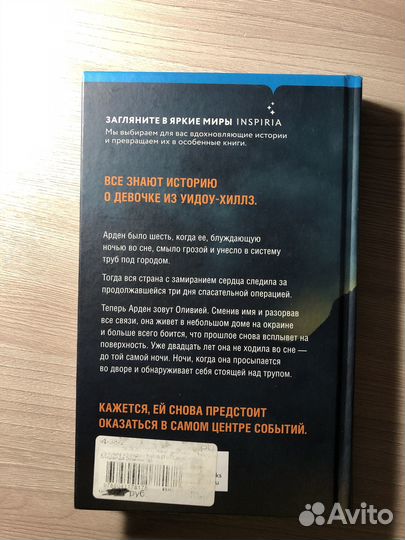 ЗАГЛЯНИТЕ В ЯРКИЕ МИРЫ INSPIRIA
Мы выбираем для вас вдохновляющие истории
и превращаем их в особенные книги.
ВСЕ ЗНАЮТ ИСТОРИЮ
О ДЕВОЧКЕ ИЗ УИДОУ-ХИЛЛЗ.
Арден было шесть, когда ее, блуждающую
ночью во сне, смыло грозой и унесло в систему
труб под городом.
Тогда вся страна с замиранием сердца следила за
продолжавшейся три дня спасательной операцией.
Теперь Арден зовут Оливией. Сменив имя и разорвав
все связи, она живет в небольшом доме на окраине
и больше всего боится, что прошлое снова всплывет на
поверхность. Уже двадцать лет она не ходила во сне —
до той самой ночи. Ночи, когда она просыпается
во дворе и обнаруживает себя стоящей над трупом.
КАЖЕТСЯ, ЕЙ СНОВА ПРЕДСТОИТ
ОКАЗАТЬСЯ В САМОМ ЦЕНТРЕ СОБЫТИЙ.
руб
Avito